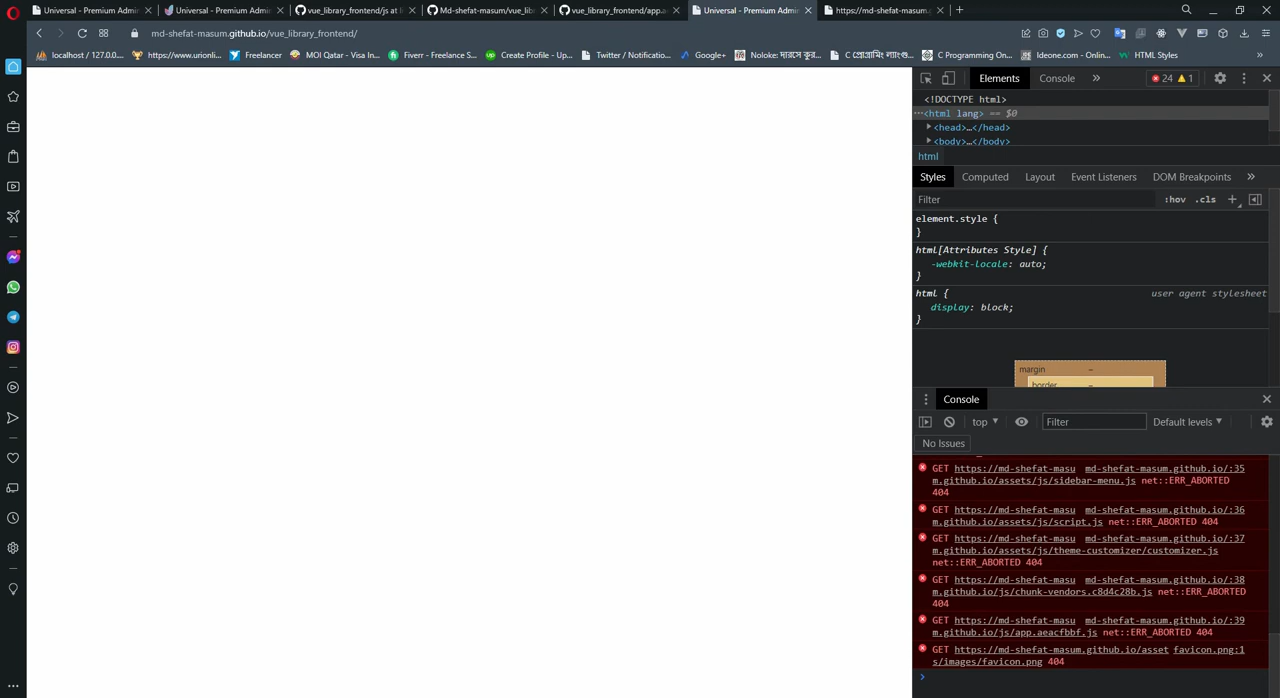 Universal - Premium Admin
Universal - Premium Admin
vue_library_frontend/js at l
Md-shefat-masum/vue_lib
vue_library_frontend/app.a
Universal - Premium Admin
https://md-shefat-masum.
md-shefat-masum.github.io/vue_library_frontend/
localhost / 127.0.0....
https://www.urionli...
Freelancer
MOI Qatar - Visa In...
Fiverr - Freelance S...
Create Profile - Up...
Twitter / Notificatio...
Google+
Noloke: দারসে কুর...
C প্রোগ্রামিং ল্যাংগু...
C Programming On...
Ideone.com - Onlin...
HTML Styles
Elements
Console
24
1
<!DOCTYPE html>
<html lang> == $0
<head>…</head>
<body>…</body>
html
Styles
Computed
Layout
Event Listeners
DOM Breakpoints
Filter
:hov
.cls
element.style {
}
html[Attributes Style] {
-webkit-locale: auto;
}
html {
user agent stylesheet
display: block;
}
margin
–
border
–
Console
top
Filter
Default levels
No Issues
GET https://md-shefat-masu md-shefat-masum.github.io/:35
m.github.io/assets/js/sidebar-menu.js net::ERR_ABORTED
404
GET https://md-shefat-masu md-shefat-masum.github.io/:36
m.github.io/assets/js/script.js net::ERR_ABORTED 404
GET https://md-shefat-masu md-shefat-masum.github.io/:37
m.github.io/assets/js/theme-customizer/customizer.js
net::ERR_ABORTED 404
GET https://md-shefat-masu md-shefat-masum.github.io/:38
m.github.io/js/chunk-vendors.c8d4c28b.js net::ERR_ABORTED
404
GET https://md-shefat-masu md-shefat-masum.github.io/:39
m.github.io/js/app.aeacfbbf.js net::ERR_ABORTED 404
GET https://md-shefat-masum.github.io/asset favicon.png:1
s/images/favicon.png 404